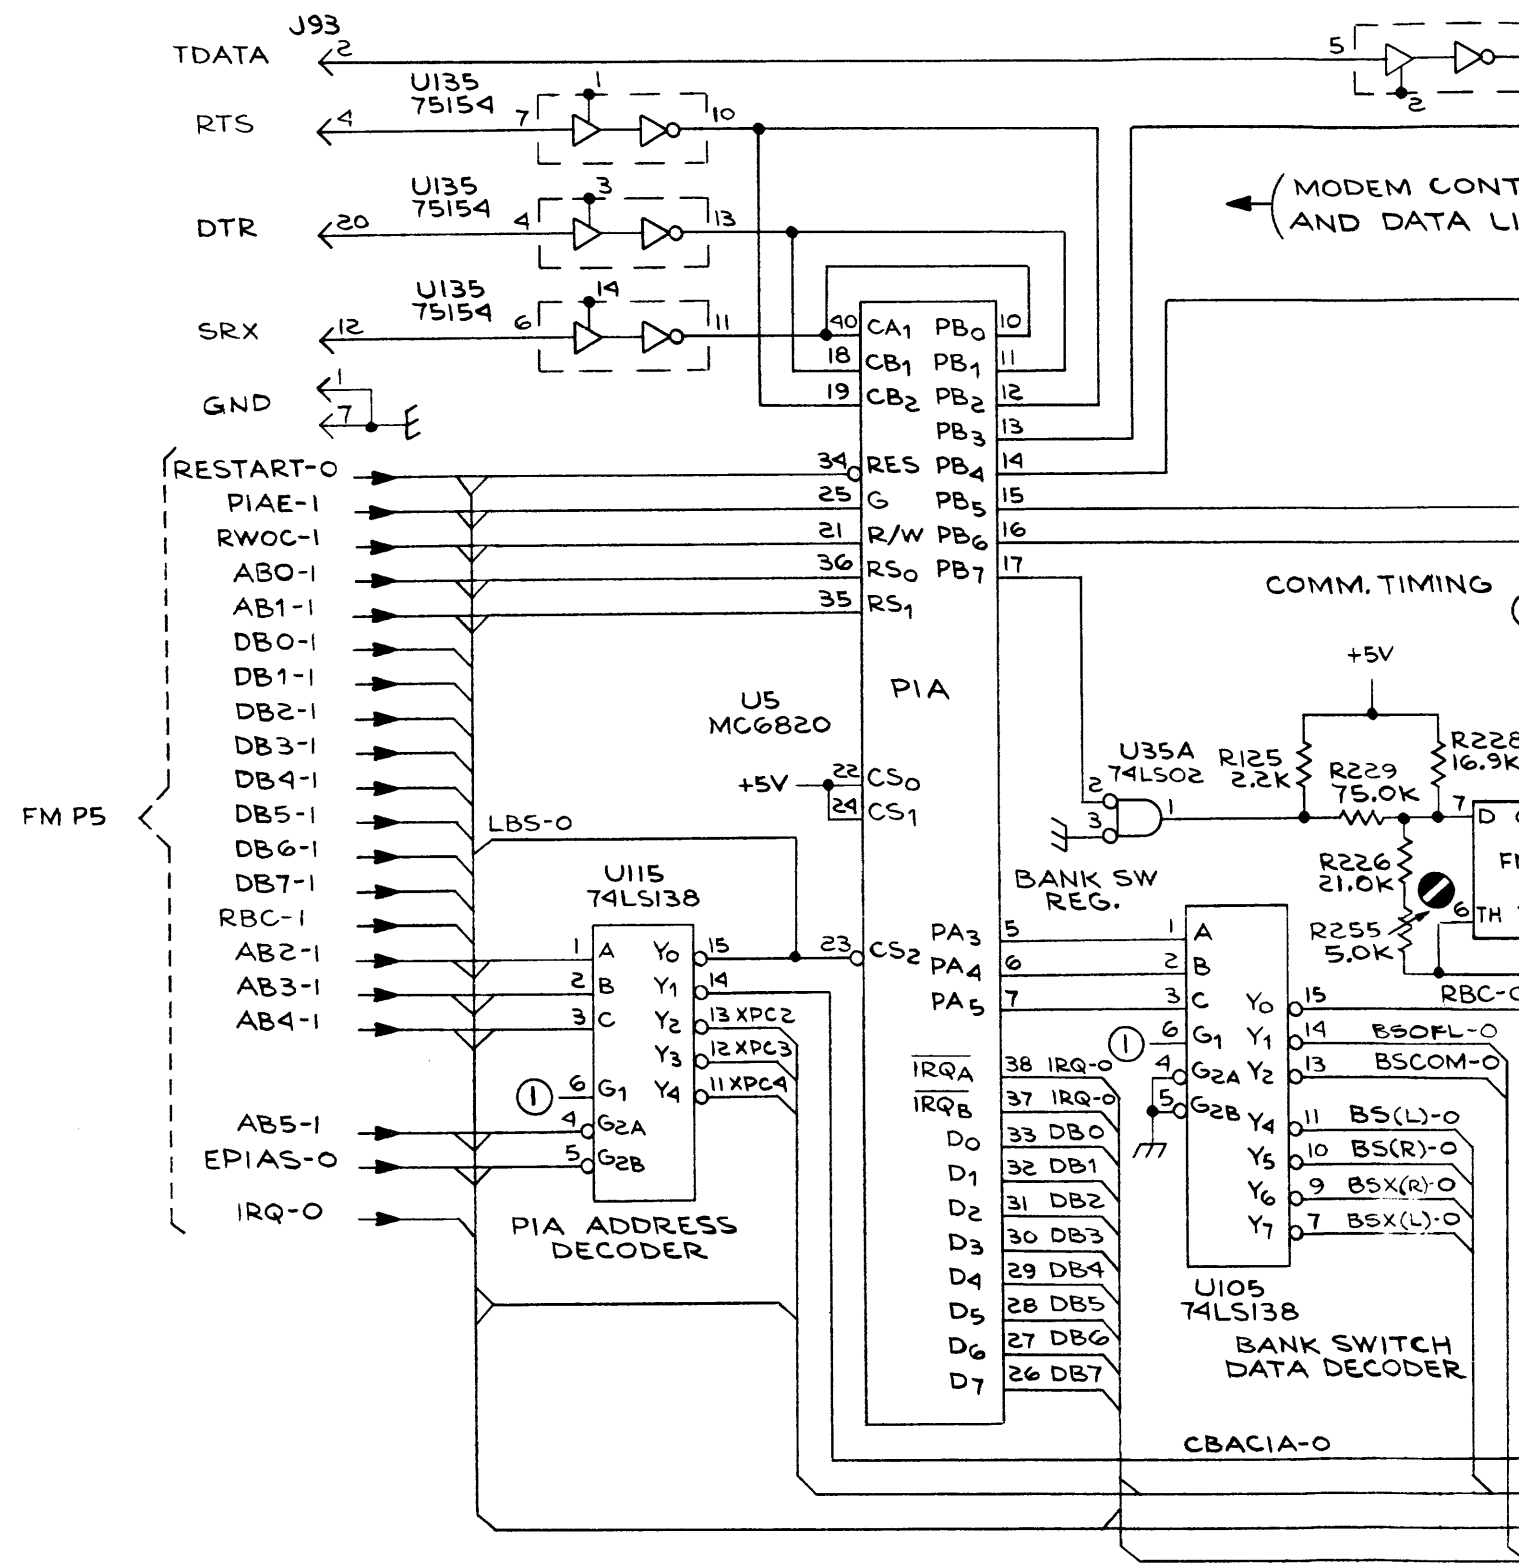 J93
TDATA
2
5
2
U135
75154
1
RTS
4
7
10
U135
75154
3
DTR
20
4
13
MODEM CONT
AND DATA LI
U135
75154
14
SRX
12
6
11
GND
1
7
40 CA1 PB0 10
18 CB1 PB1 11
19 CB2 PB2 12
PB3 13
34 RES PB4 14
25 G PB5 15
21 R/W PB6 16
36 RS0 PB7 17
35 RS1
PIA
U5
MC6820
+5V
22 CS0
24 CS1
23 CS2
PA3 5
PA4 6
PA5 7
I̅R̅Q̅A̅ 38 IRQ-0
I̅R̅Q̅B̅ 37 IRQ-0
D0 33 DB0
D1 32 DB1
D2 31 DB2
D3 30 DB3
D4 29 DB4
D5 28 DB5
D6 27 DB6
D7 26 DB7
FM P5
RESTART-0
PIAE-1
RWOC-1
AB0-1
AB1-1
DB0-1
DB1-1
DB2-1
DB3-1
DB4-1
DB5-1
DB6-1
DB7-1
RBC-1
AB2-1
AB3-1
AB4-1
AB5-1
EPIAS-0
IRQ-0
LBS-0
U115
74LS138
1 A Y0 15
2 B Y1 14
3 C Y2 13 XPC2
Y3 12 XPC3
1 6 G1 Y4 11 XPC4
4 G2A
5 G2B
PIA ADDRESS
DECODER
COMM. TIMING
+5V
U35A
74LS02
2
3
1
R125
2.2K
R229
75.0K
R228
16.9K
7 D
R226
21.0K
6 TH
R255
5.0K
BANK SW
REG.
1 A
2 B
3 C Y0 15
1 6 G1 Y1 14 BSOFL-0
4 G2A Y2 13 BSCOM-0
5 G2B Y4 11 BS(L)-0
Y5 10 BS(R)-0
Y6 9 BSX(R)-0
Y7 7 BSX(L)-0
U105
74LS138
BANK SWITCH
DATA DECODER
CBACIA-0